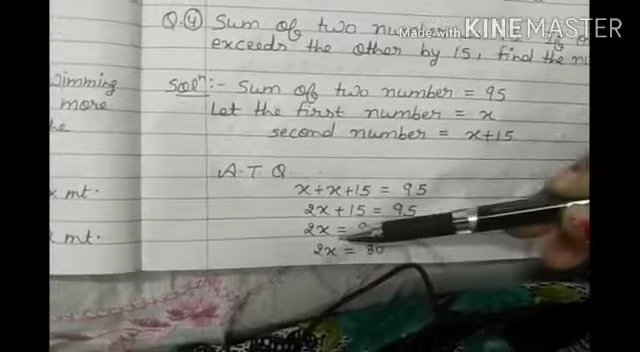 Made with KINEMASTER
Q.④ Sum of two
exceeds the other by 15, find the
imming
more
Solⁿ :- Sum of two number = 95
Let the first number = x
second number = x+15
A.T.Q
x+x+15 = 95
mt.
2x+15 = 95
2x =
mt.
2x = 80